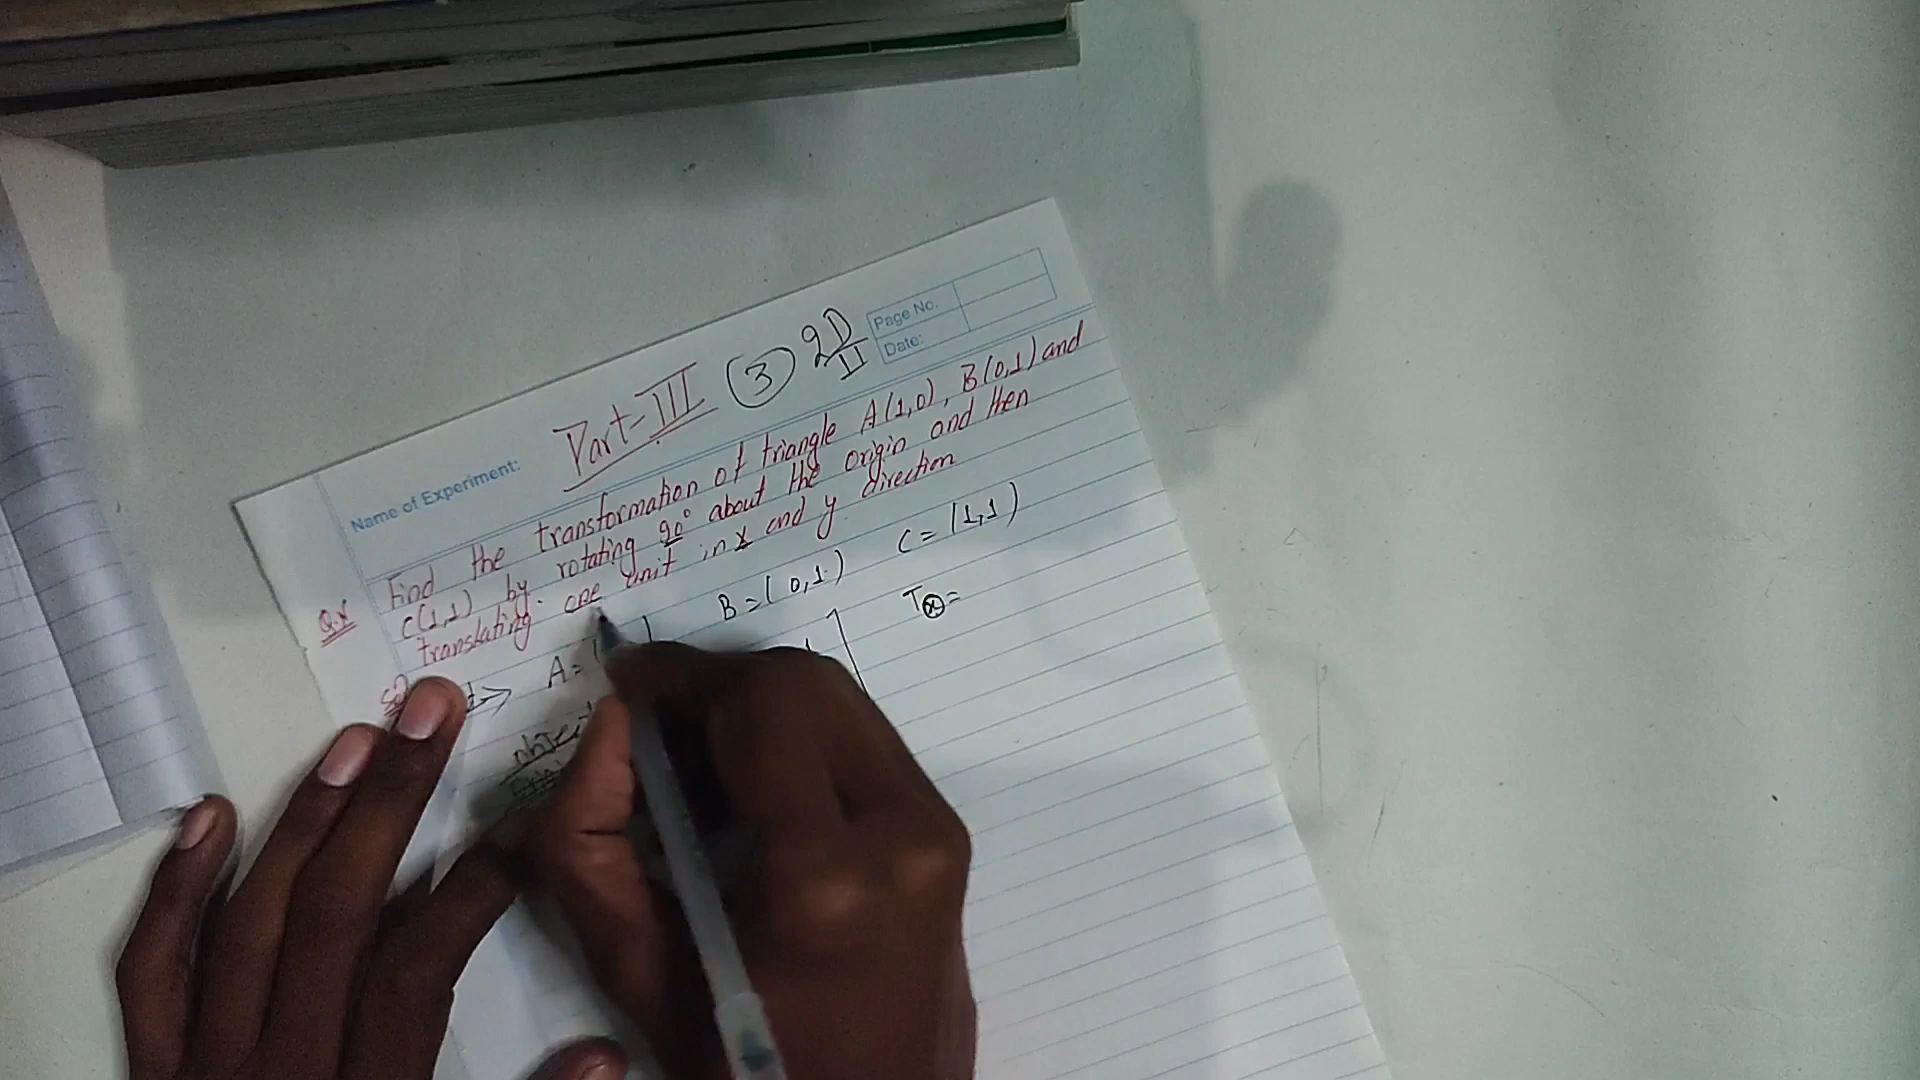 Part-III (3) 2D/II
Page No.
Date:
Name of Experiment:
Find the transformation of triangle A(1,0), B(0,1) and
C(1,1) by rotating 90° about the origin and then
translating one unit in x and y direction
A = B = (0,1) C = (1,1)
Tx =
object